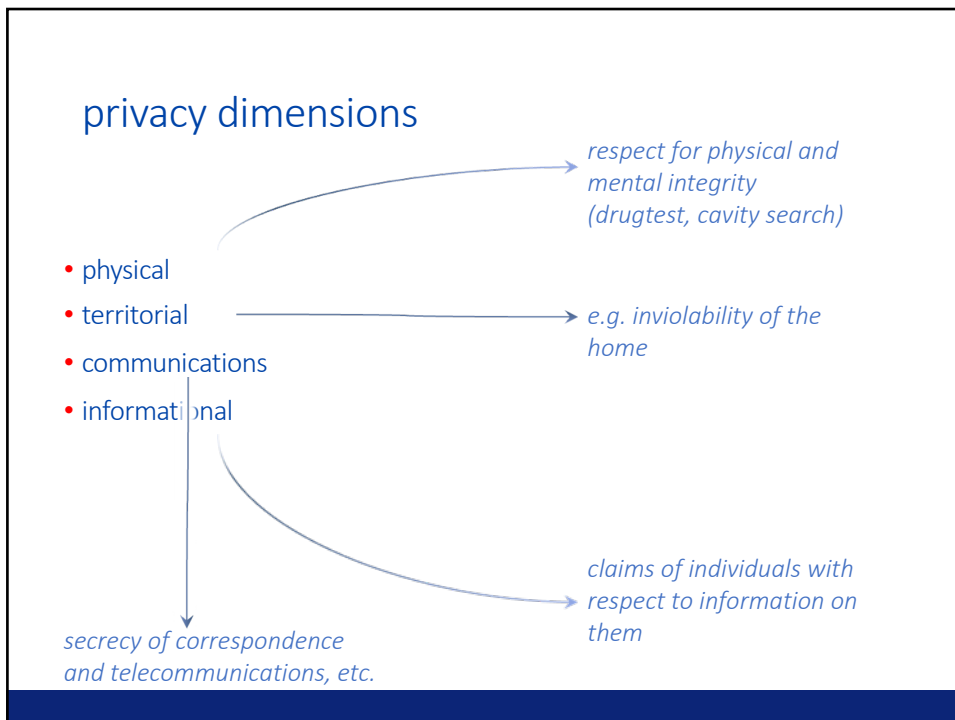 privacy dimensions
respect for physical and
mental integrity
(drugtest, cavity search)
• physical
• territorial
e.g. inviolability of the
home
• communications
• informational
claims of individuals with
respect to information on
them
secrecy of correspondence
and telecommunications, etc.